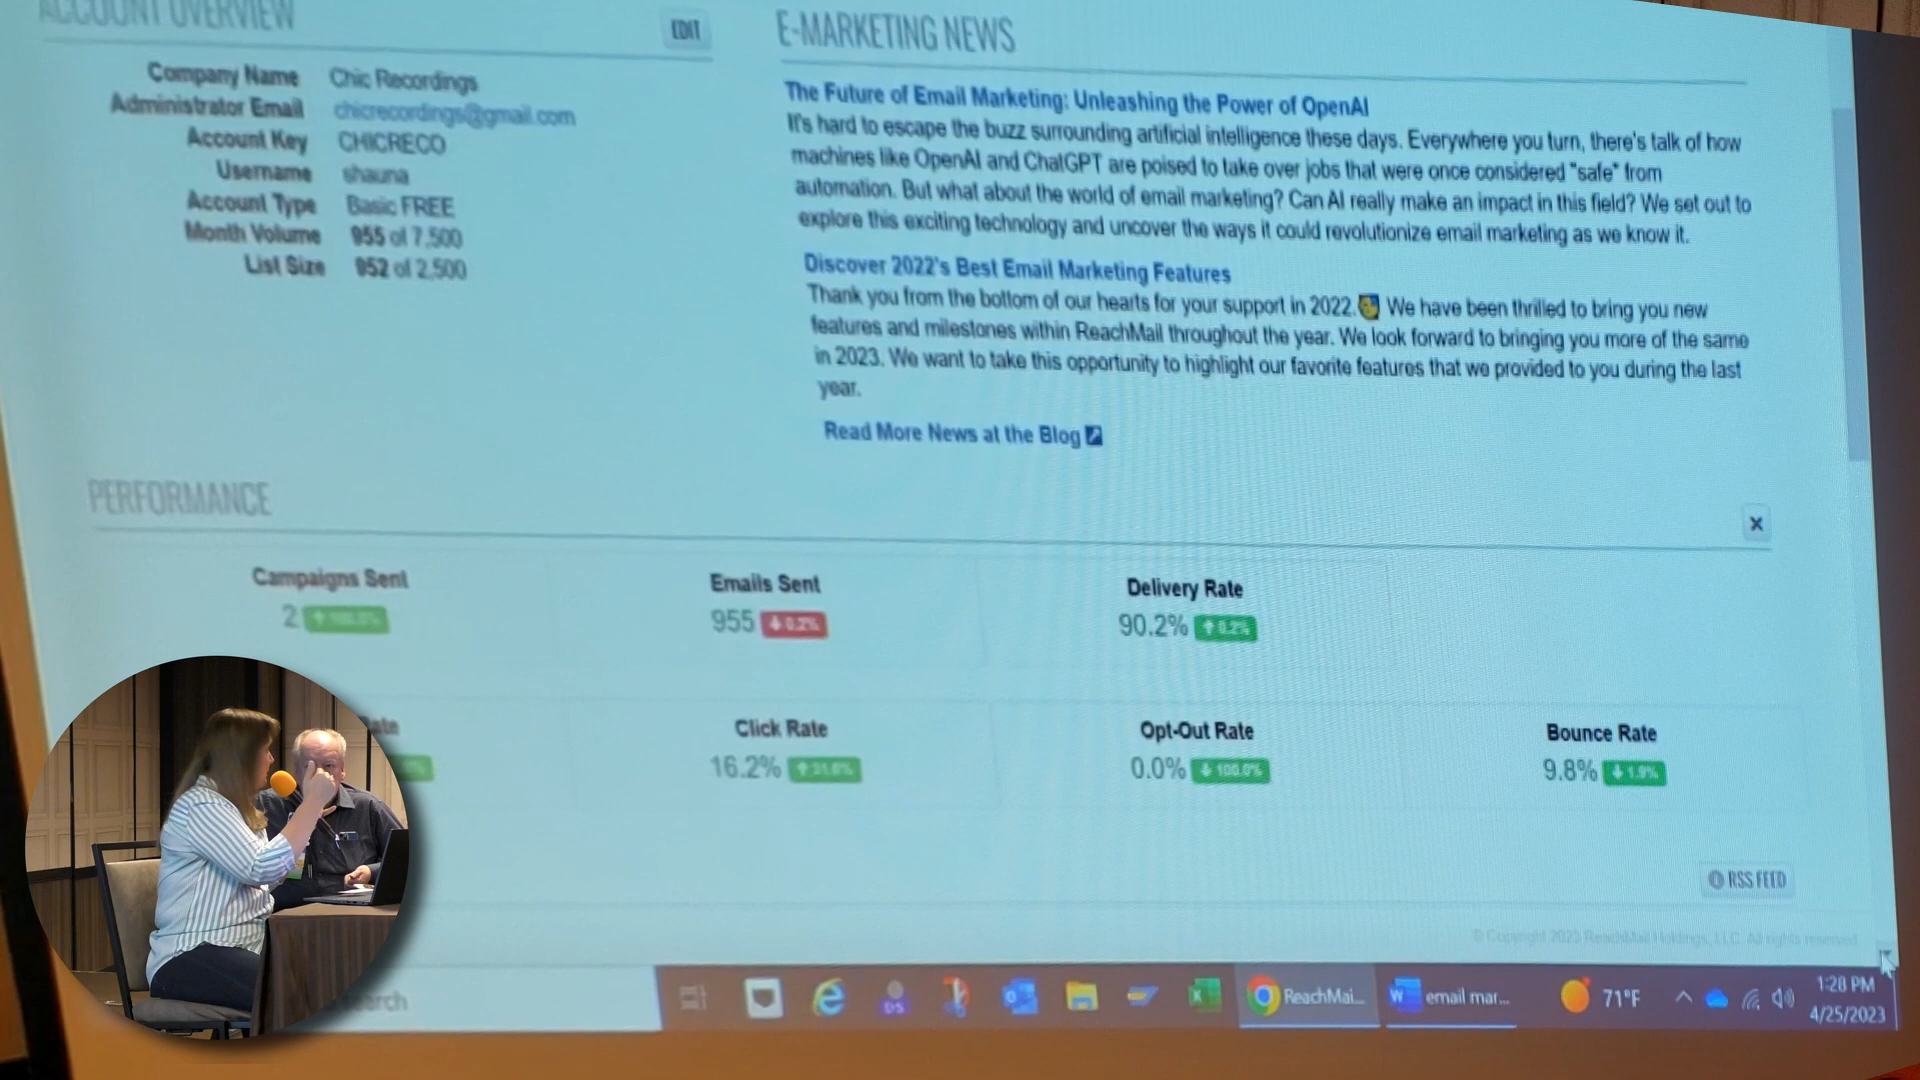 ACCOUNT OVERVIEW
EDIT
Company Name Chic Recordings
Administrator Email chicrecordings@gmail.com
Account Key CHICRECO
Username shauna
Account Type Basic FREE
Month Volume 955 of 7,500
List Size 952 of 2,500
E-MARKETING NEWS
The Future of Email Marketing: Unleashing the Power of OpenAI
It's hard to escape the buzz surrounding artificial intelligence these days. Everywhere you turn, there's talk of how
machines like OpenAI and ChatGPT are poised to take over jobs that were once considered "safe" from
automation. But what about the world of email marketing? Can AI really make an impact in this field? We set out to
explore this exciting technology and uncover the ways it could revolutionize email marketing as we know it.
Discover 2022's Best Email Marketing Features
Thank you from the bottom of our hearts for your support in 2022. We have been thrilled to bring you new
features and milestones within ReachMail throughout the year. We look forward to bringing you more of the same
in 2023. We want to take this opportunity to highlight our favorite features that we provided to you during the last
year.
Read More News at the Blog
PERFORMANCE
Campaigns Sent
2 100.0%
Emails Sent
955 0.2%
Delivery Rate
90.2% 0.2%
Click Rate
16.2%
Opt-Out Rate
0.0% 100.0%
Bounce Rate
9.8% 1.9%
RSS FEED
© Copyright 2023 ReachMail Holdings, LLC. All rights reserved.
DS
ReachMai...
email mar...
71°F
1:28 PM
4/25/2023